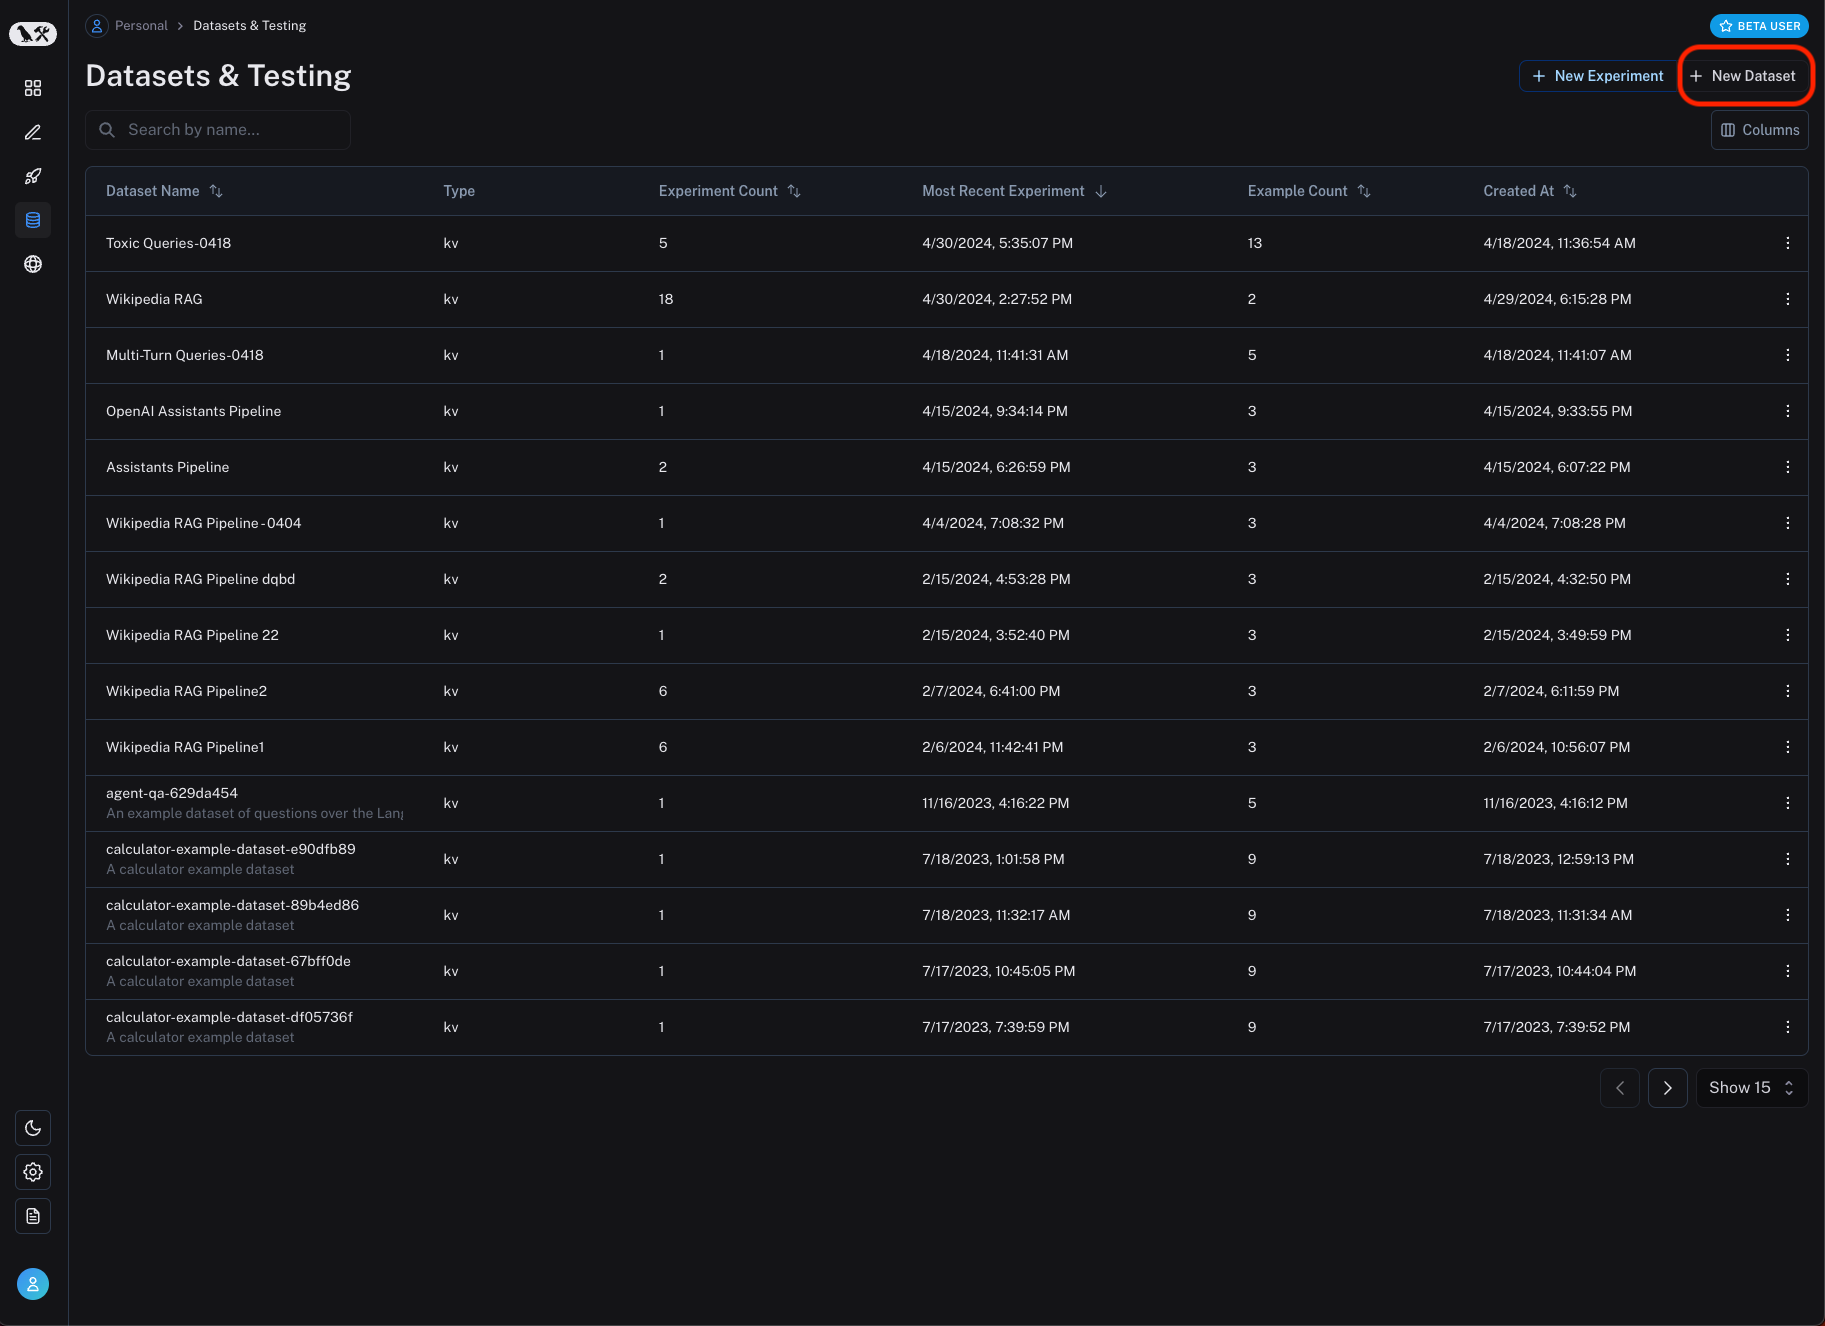 Personal > Datasets & Testing
BETA USER
Datasets & Testing
+ New Experiment
+ New Dataset
Search by name...
Columns
Dataset Name Type Experiment Count Most Recent Experiment Example Count Created At
Toxic Queries-0418 kv 5 4/30/2024, 5:35:07 PM 13 4/18/2024, 11:36:54 AM
Wikipedia RAG kv 18 4/30/2024, 2:27:52 PM 2 4/29/2024, 6:15:28 PM
Multi-Turn Queries-0418 kv 1 4/18/2024, 11:41:31 AM 5 4/18/2024, 11:41:07 AM
OpenAI Assistants Pipeline kv 1 4/15/2024, 9:34:14 PM 3 4/15/2024, 9:33:55 PM
Assistants Pipeline kv 2 4/15/2024, 6:26:59 PM 3 4/15/2024, 6:07:22 PM
Wikipedia RAG Pipeline - 0404 kv 1 4/4/2024, 7:08:32 PM 3 4/4/2024, 7:08:28 PM
Wikipedia RAG Pipeline dqbd kv 2 2/15/2024, 4:53:28 PM 3 2/15/2024, 4:32:50 PM
Wikipedia RAG Pipeline 22 kv 1 2/15/2024, 3:52:40 PM 3 2/15/2024, 3:49:59 PM
Wikipedia RAG Pipeline2 kv 6 2/7/2024, 6:41:00 PM 3 2/7/2024, 6:11:59 PM
Wikipedia RAG Pipeline1 kv 6 2/6/2024, 11:42:41 PM 3 2/6/2024, 10:56:07 PM
agent-qa-629da454 kv 1 11/16/2023, 4:16:22 PM 5 11/16/2023, 4:16:12 PM
An example dataset of questions over the Lang
calculator-example-dataset-e90dfb89 kv 1 7/18/2023, 1:01:58 PM 9 7/18/2023, 12:59:13 PM
A calculator example dataset
calculator-example-dataset-89b4ed86 kv 1 7/18/2023, 11:32:17 AM 9 7/18/2023, 11:31:34 AM
A calculator example dataset
calculator-example-dataset-67bff0de kv 1 7/17/2023, 10:45:05 PM 9 7/17/2023, 10:44:04 PM
A calculator example dataset
calculator-example-dataset-df05736f kv 1 7/17/2023, 7:39:59 PM 9 7/17/2023, 7:39:52 PM
A calculator example dataset
Show 15